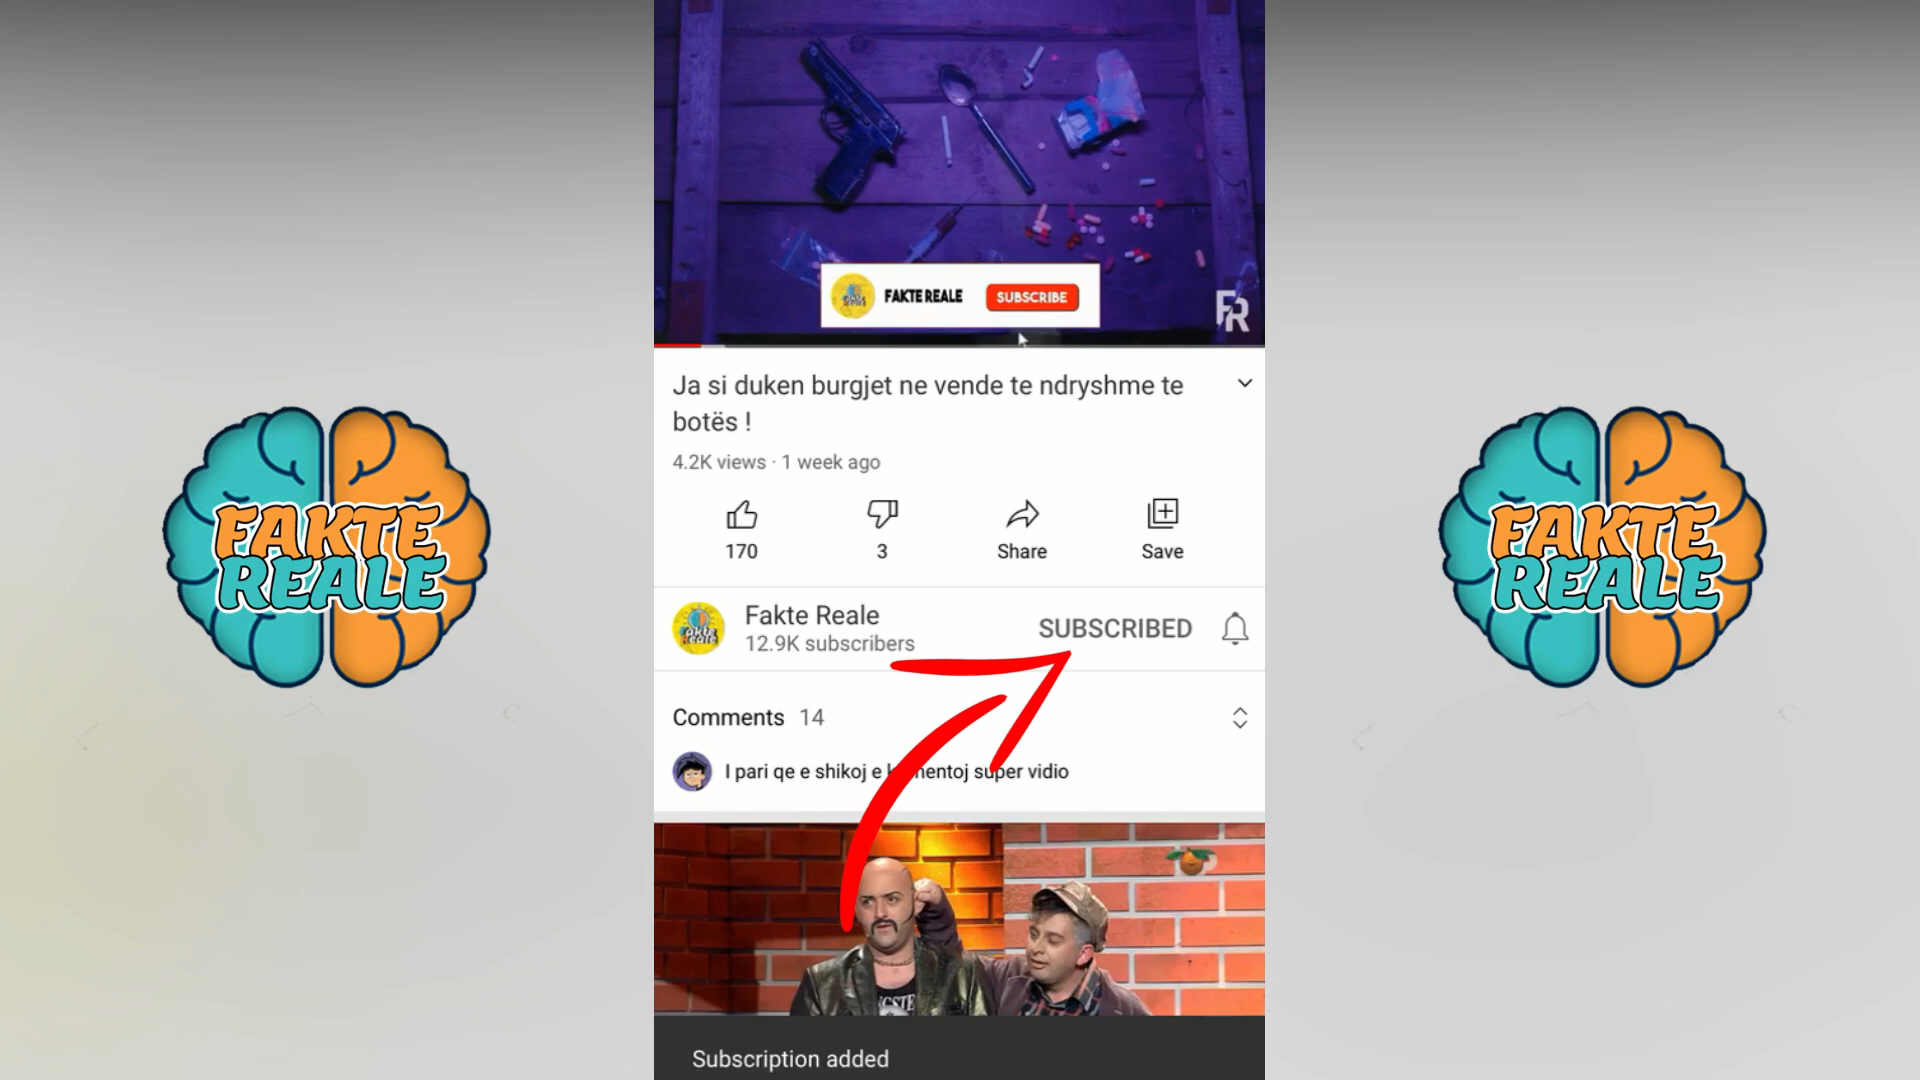 FAKTE REALE
SUBSCRIBE
FR
Ja si duken burgjet ne vende te ndryshme te
botës !
4.2K views · 1 week ago
170
3
Share
Save
Fakte Reale
12.9K subscribers
SUBSCRIBED
Comments 14
I pari qe e shikoj e super vidio
Subscription added
FAKTE
REALE
FAKTE
REALE